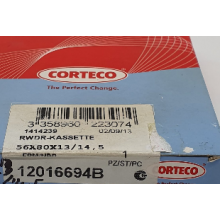 CORTECO
The Perfect Change.
CORTECO
3 358960 223074
1414239 02/09/13
RWDR-KASSETTE
56X80X13/14,5
1
PZ/ST/PC
12016694B